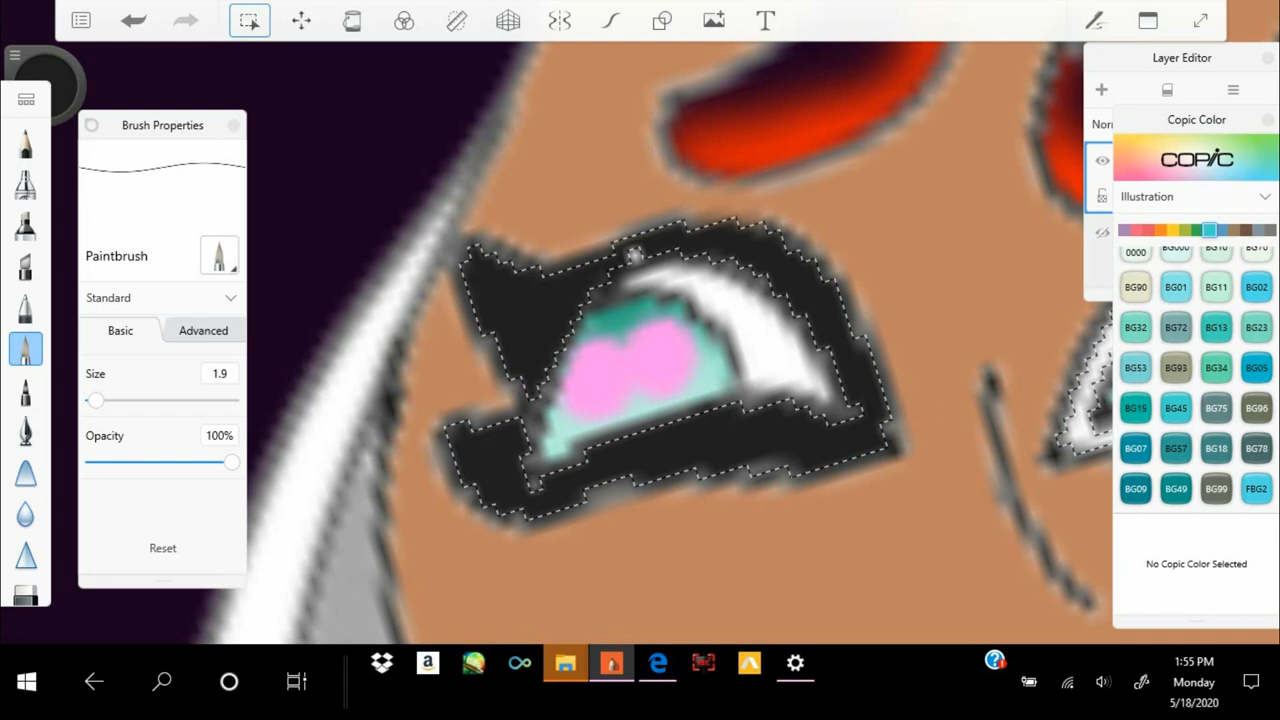 T
Layer Editor
Brush Properties
Copic Color
Nor
COPIC
Illustration
0000 BG000 BG10
BG90 BG01 BG11 BG02
Paintbrush
Standard
BG32 BG72 BG13 BG23
Basic Advanced
BG53 BG93 BG34 BG05
Size 1.9
BG15 BG45 BG75 BG96
Opacity 100%
BG07 BG57 BG18 BG78
BG09 BG49 BG99 FBG2
Reset
No Copic Color Selected
a
1:55 PM
Monday
5/18/2020